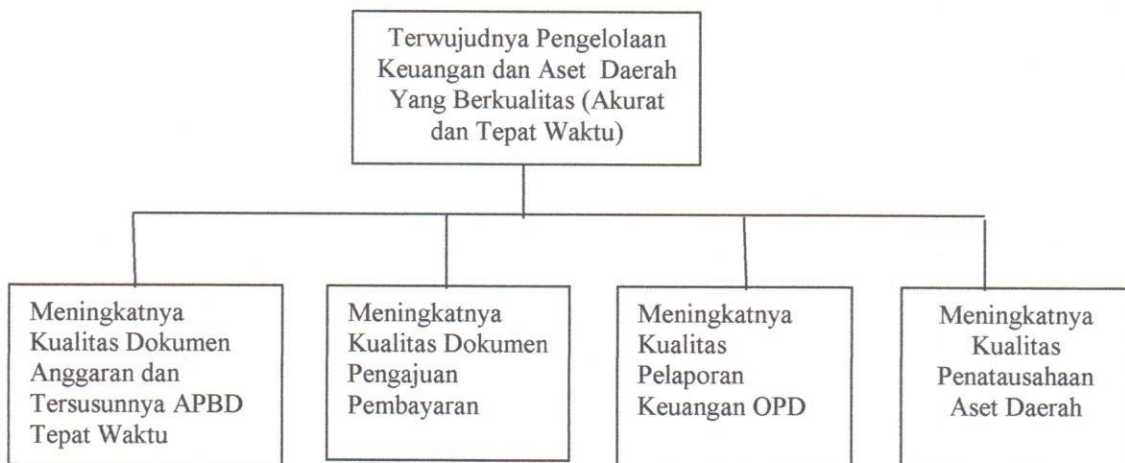 Terwujudnya Pengelolaan
Keuangan dan Aset Daerah
Yang Berkualitas (Akurat
dan Tepat Waktu)
Meningkatnya
Kualitas Dokumen
Anggaran dan
Tersusunnya APBD
Tepat Waktu
Meningkatnya
Kualitas Dokumen
Pengajuan
Pembayaran
Meningkatnya
Kualitas
Pelaporan
Keuangan OPD
Meningkatnya
Kualitas
Penatausahaan
Aset Daerah